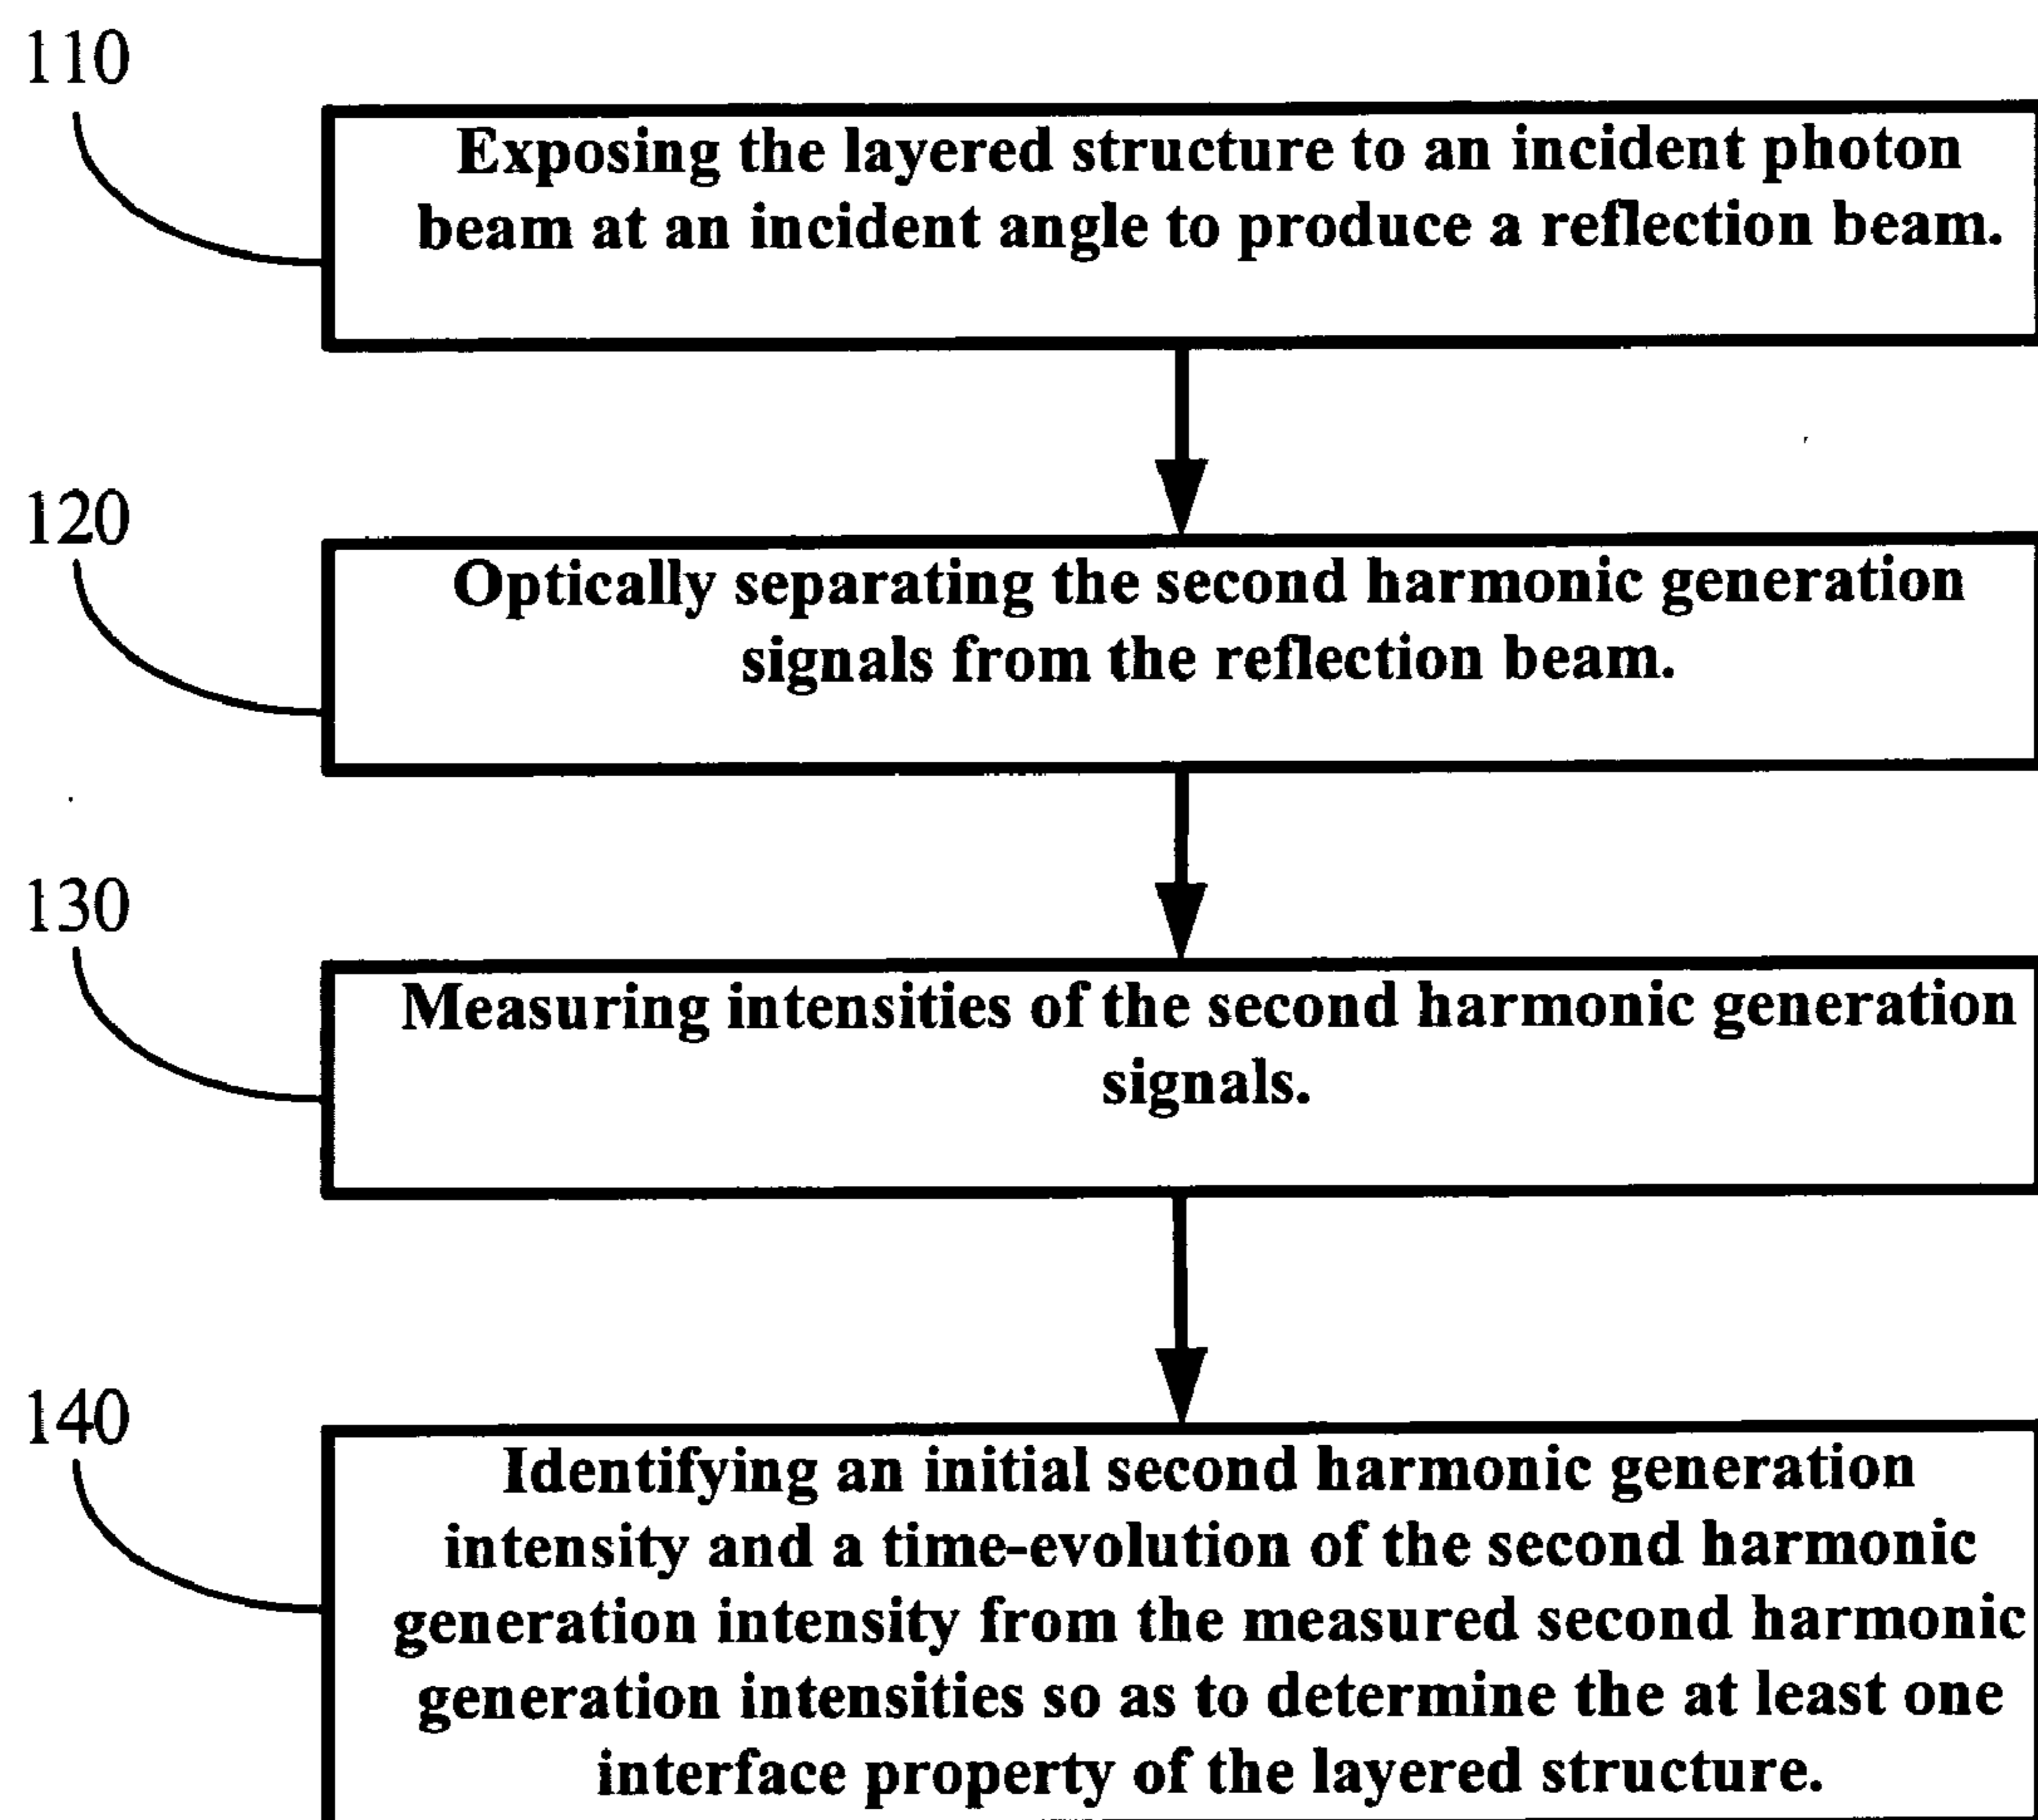 110
Exposing the layered structure to an incident photon
beam at an incident angle to produce a reflection beam.
120
Optically separating the second harmonic generation
signals from the reflection beam.
130
Measuring intensities of the second harmonic generation
signals.
140
Identifying an initial second harmonic generation
intensity and a time-evolution of the second harmonic
generation intensity from the measured second harmonic
generation intensities so as to determine the at least one
interface property of the layered structure.